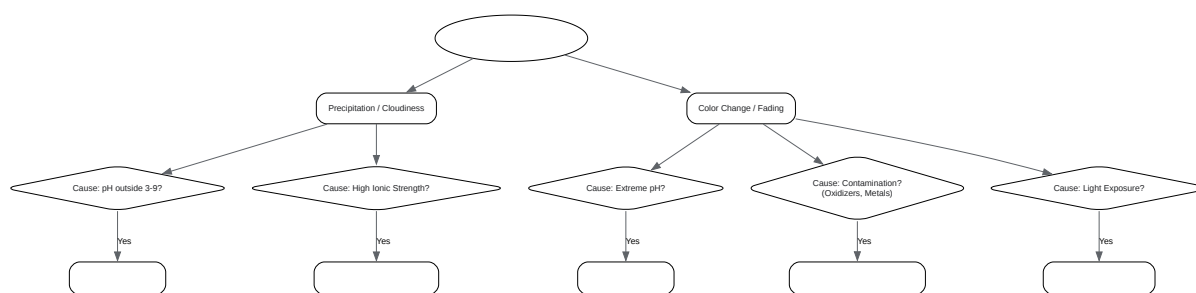 Precipitation / Cloudiness
Color Change / Fading
Cause: pH outside 3-9?
Cause: High Ionic Strength?
Cause: Extreme pH?
Cause: Contamination?
(Oxidizers, Metals)
Cause: Light Exposure?
Yes
Yes
Yes
Yes
Yes